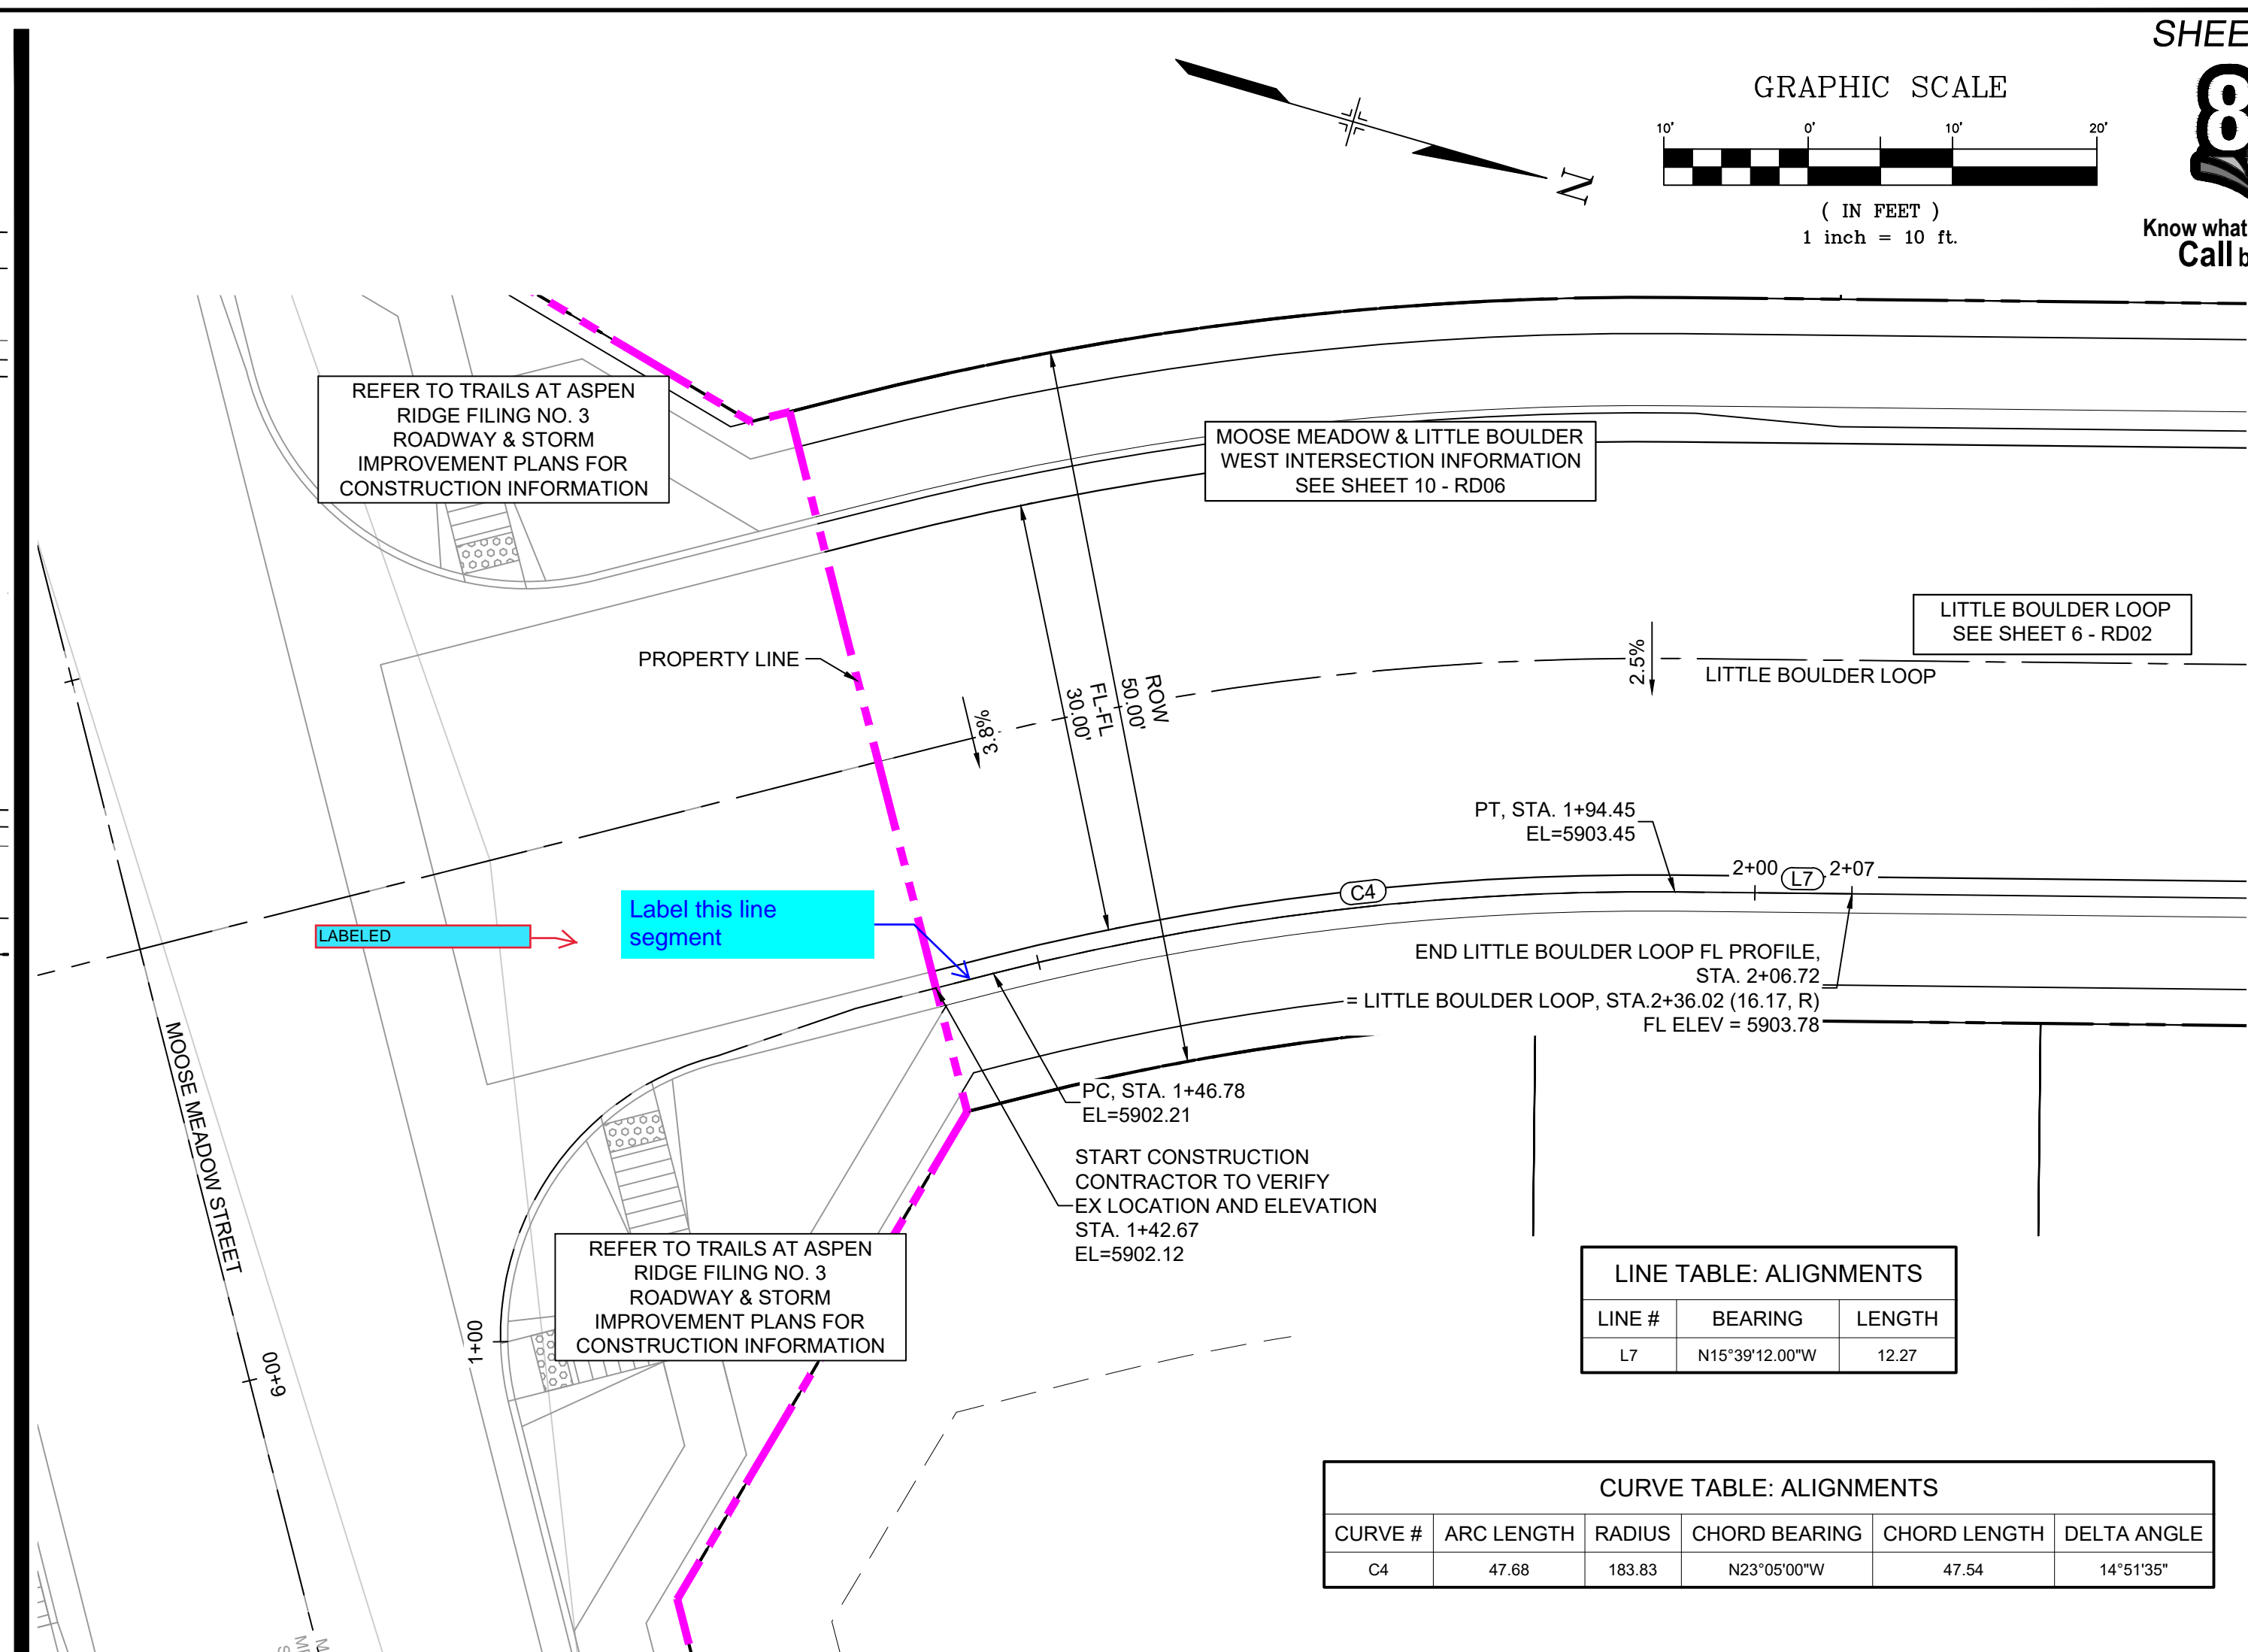 SHEE
GRAPHIC SCALE
10' 0' 10' 20'
( IN FEET )
1 inch = 10 ft.
8
Know what
Call b
N
REFER TO TRAILS AT ASPEN
RIDGE FILING NO. 3
ROADWAY & STORM
IMPROVEMENT PLANS FOR
CONSTRUCTION INFORMATION
MOOSE MEADOW & LITTLE BOULDER
WEST INTERSECTION INFORMATION
SEE SHEET 10 - RD06
LITTLE BOULDER LOOP
SEE SHEET 6 - RD02
LITTLE BOULDER LOOP
2.5%
PROPERTY LINE
3.8%
ROW
50.00'
FL-FL
30.00'
PT, STA. 1+94.45
EL=5903.45
2+00 L7 2+07
C4
Label this line
segment
LABELED
END LITTLE BOULDER LOOP FL PROFILE,
STA. 2+06.72
= LITTLE BOULDER LOOP, STA.2+36.02 (16.17, R)
FL ELEV = 5903.78
MOOSE MEADOW STREET
PC, STA. 1+46.78
EL=5902.21
START CONSTRUCTION
CONTRACTOR TO VERIFY
EX LOCATION AND ELEVATION
STA. 1+42.67
EL=5902.12
REFER TO TRAILS AT ASPEN
RIDGE FILING NO. 3
ROADWAY & STORM
IMPROVEMENT PLANS FOR
CONSTRUCTION INFORMATION
1+00
6+00
LINE TABLE: ALIGNMENTS
LINE # BEARING LENGTH
L7 N15°39'12.00"W 12.27
CURVE TABLE: ALIGNMENTS
CURVE # ARC LENGTH RADIUS CHORD BEARING CHORD LENGTH DELTA ANGLE
C4 47.68 183.83 N23°05'00"W 47.54 14°51'35"